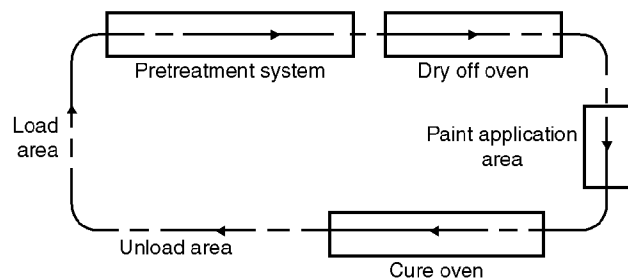 Pretreatment system
Dry off oven
Load
area
Paint application
area
Unload area
Cure oven